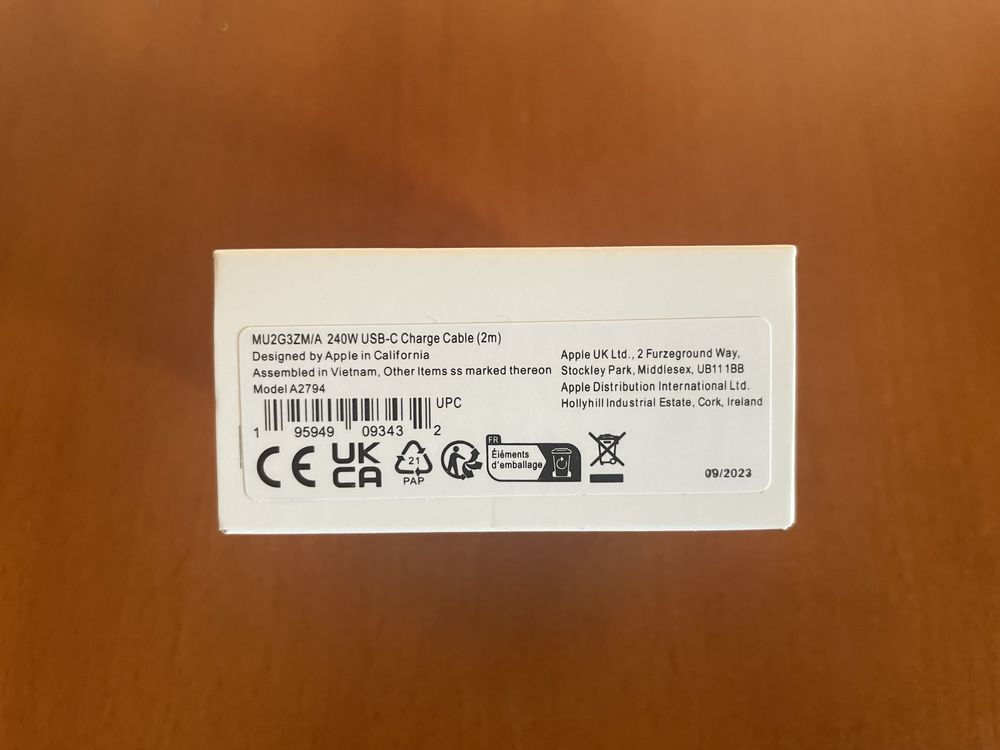 MU2G3ZM/A 240W USB-C Charge Cable (2m)
Designed by Apple in California
Assembled in Vietnam, Other Items ss marked thereon
Model A2794
UPC
1 95949 09343 2
CE
UK
CA
21
PAP
FR
Éléments
d'emballage
Apple UK Ltd., 2 Furzeground Way,
Stockley Park, Middlesex, UB11 1BB
Apple Distribution International Ltd.
Hollyhill Industrial Estate, Cork, Ireland
09/2023